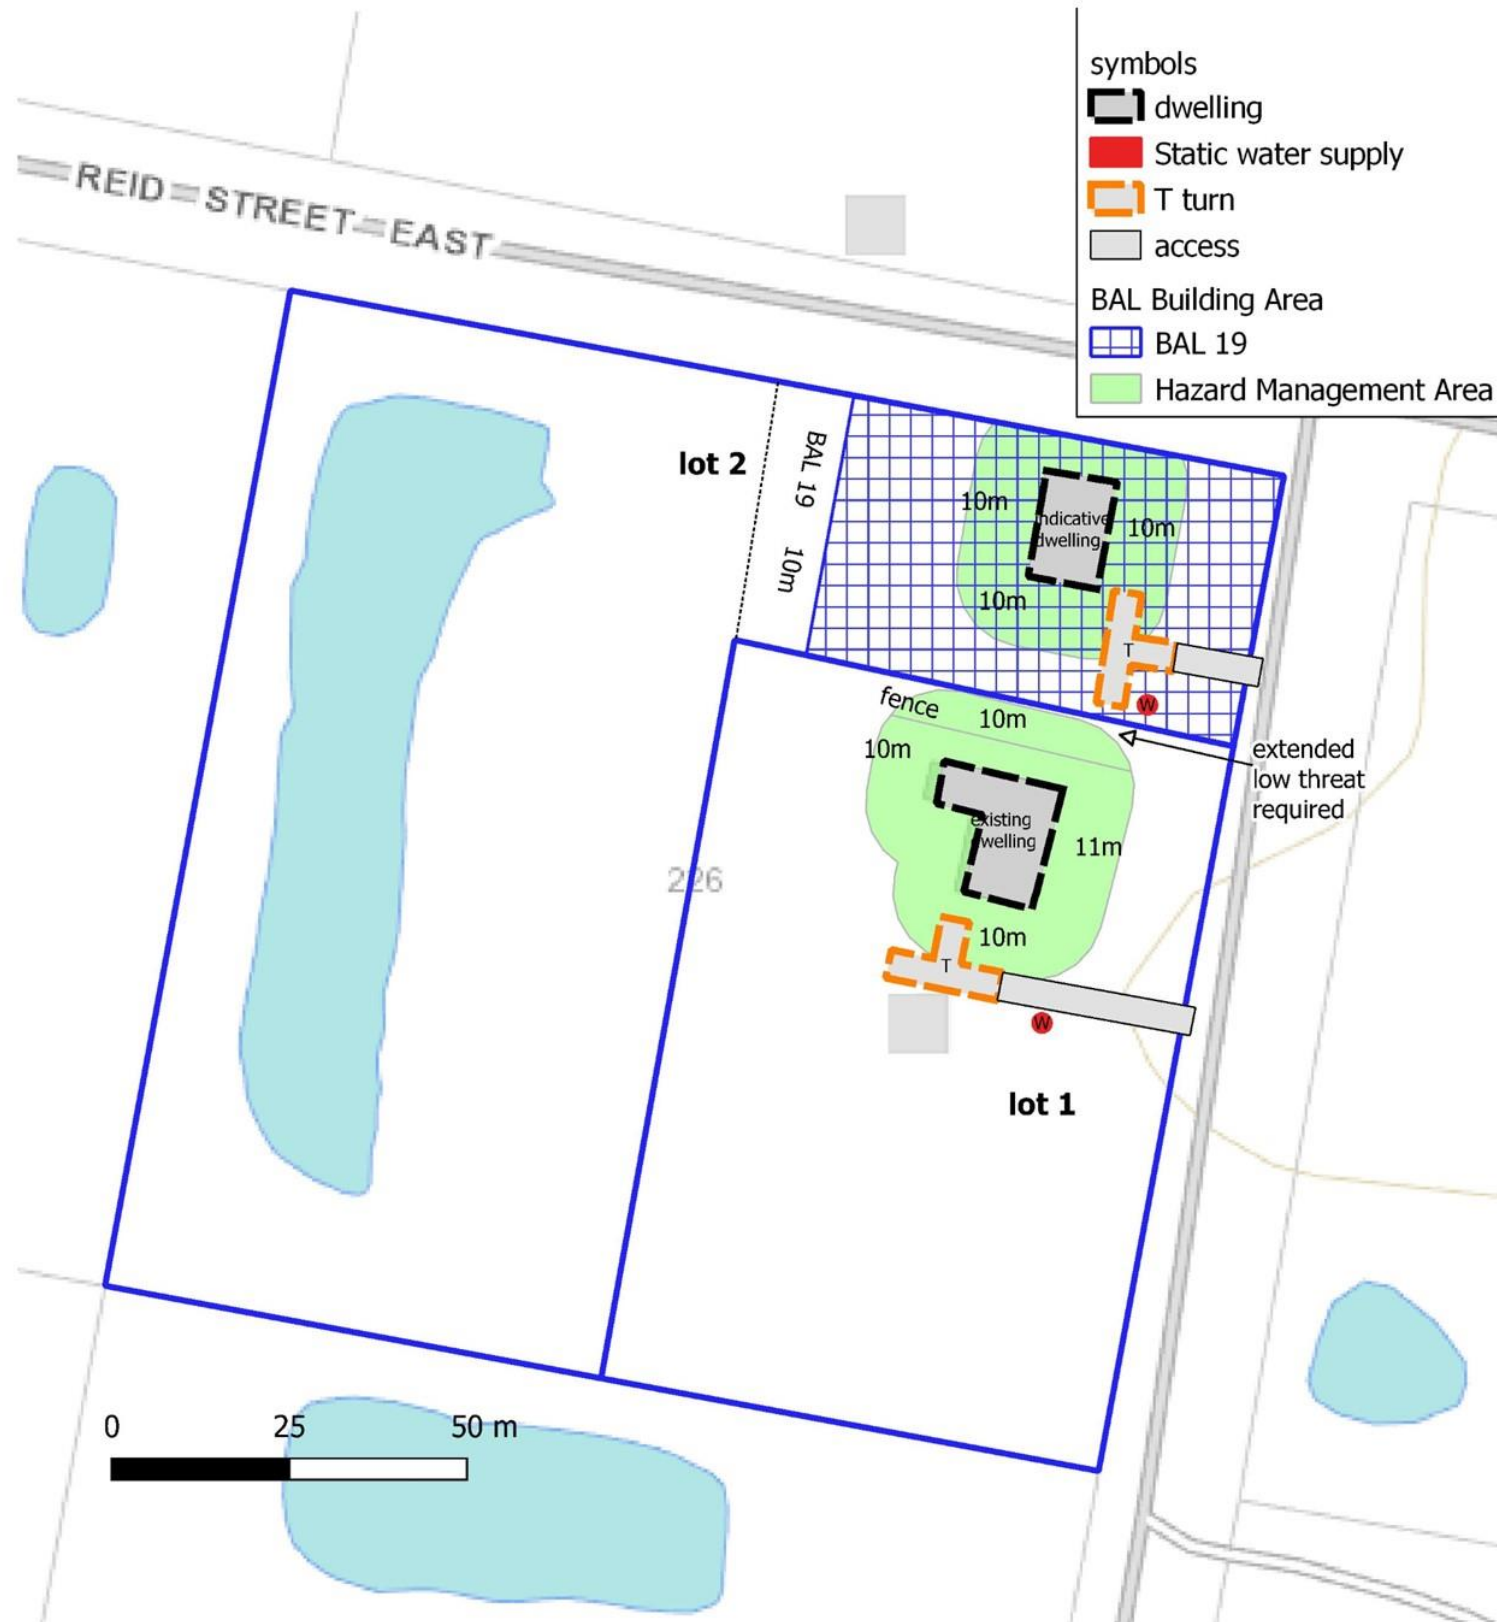 symbols
dwelling
Static water supply
T turn
access
BAL Building Area
BAL 19
Hazard Management Area
REID STREET EAST
lot 2
BAL 19
10m
10m
10m
indicative
dwelling
10m
T
W
fence
10m
10m
extended
low threat
required
existing
dwelling
11m
226
10m
T
W
lot 1
0 25 50 m